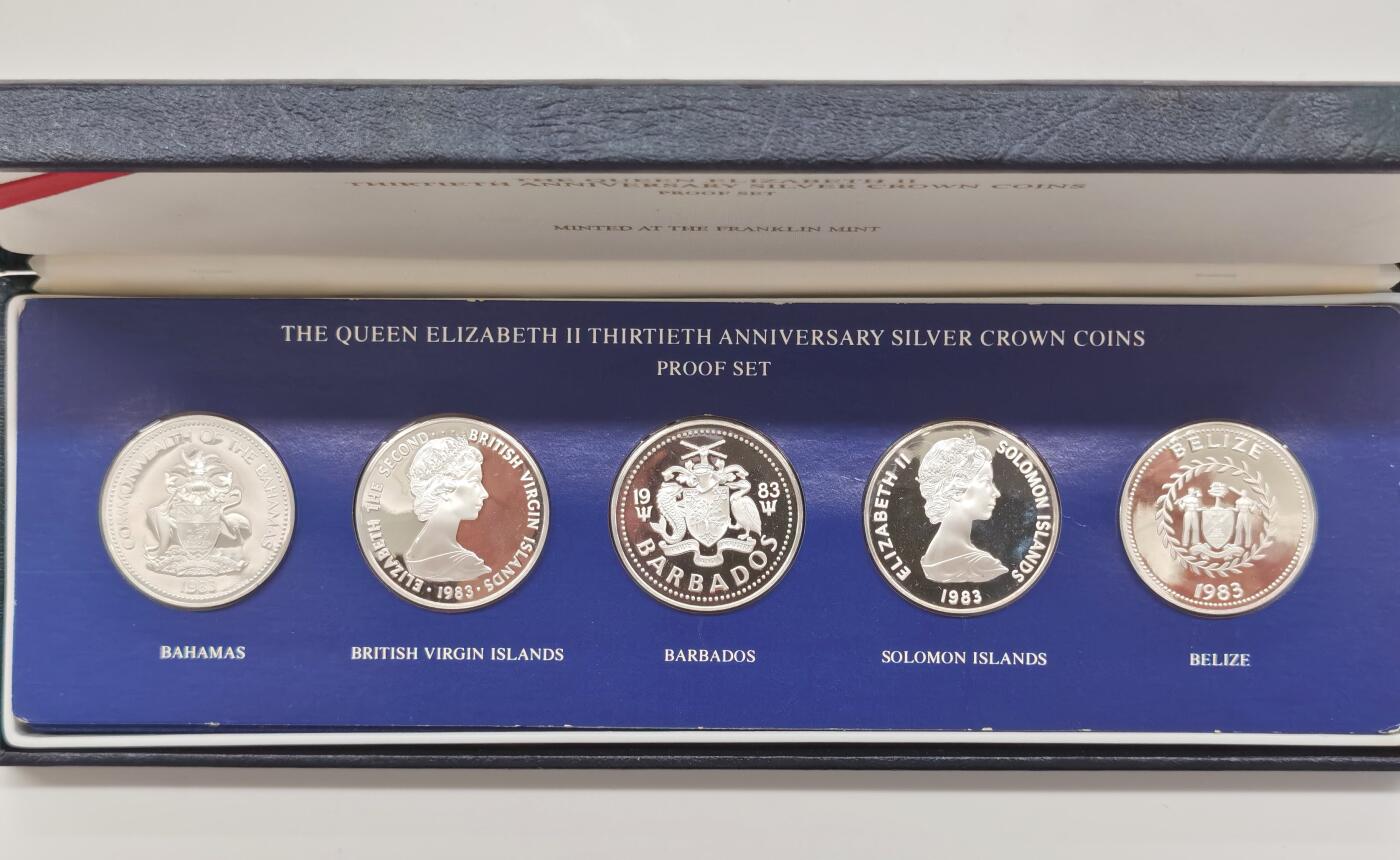 THE QUEEN ELIZABETH II
THIRTIETH ANNIVERSARY SILVER CROWN COINS
PROOF SET
MINTED AT THE FRANKLIN MINT
THE QUEEN ELIZABETH II THIRTIETH ANNIVERSARY SILVER CROWN COINS
PROOF SET
COMMONWEALTH OF THE BAHAMAS
ELIZABETH THE SECOND BRITISH VIRGIN ISLANDS
· 1983 ·
19 83
BARBADOS
ELIZABETH II SOLOMON ISLANDS
1983
BELIZE
1983
BAHAMAS
BRITISH VIRGIN ISLANDS
BARBADOS
SOLOMON ISLANDS
BELIZE